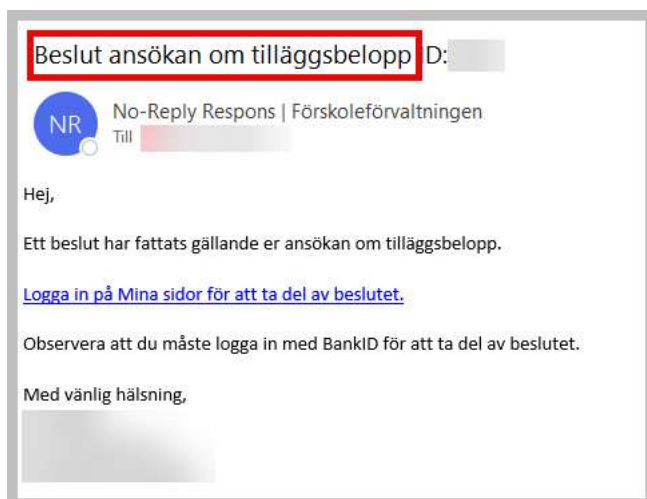 Beslut ansökan om tilläggsbelopp ID:
NR
No-Reply Respons | Förskoleförvaltningen
Till
Hej,
Ett beslut har fattats gällande er ansökan om tilläggsbelopp.
Logga in på Mina sidor för att ta del av beslutet.
Observera att du måste logga in med BankID för att ta del av beslutet.
Med vänlig hälsning,